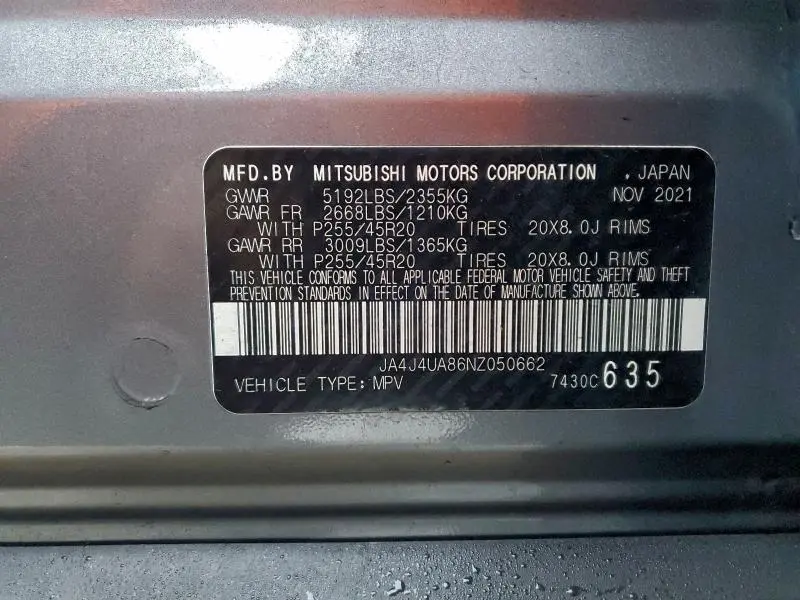 MFD.BY MITSUBISHI MOTORS CORPORATION , JAPAN
GVWR 5192LBS/2355KG NOV 2021
GAWR FR 2668LBS/1210KG
WITH P255/45R20 TIRES 20X8.0J RIMS
GAWR RR 3009LBS/1365KG
WITH P255/45R20 TIRES 20X8.0J RIMS
THIS VEHICLE CONFORMS TO ALL APPLICABLE FEDERAL MOTOR VEHICLE SAFETY AND THEFT
PREVENTION STANDARDS IN EFFECT ON THE DATE OF MANUFACTURE SHOWN ABOVE.
JA4J4UA86NZ050662
VEHICLE TYPE: MPV 7430C 635